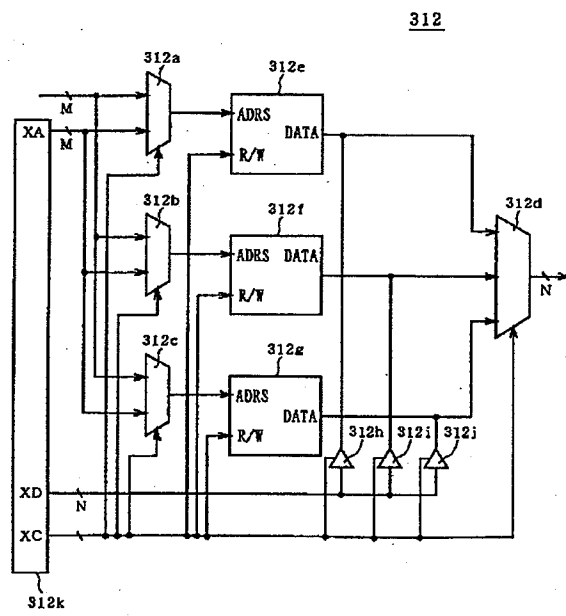 312
312a
312e
M
XA
M
ADRS
DATA
R/W
312b
312f
312d
ADRS
DATA
R/W
N
312c
312g
ADRS
DATA
R/W
312h
312i
312j
XD
N
XC
312k